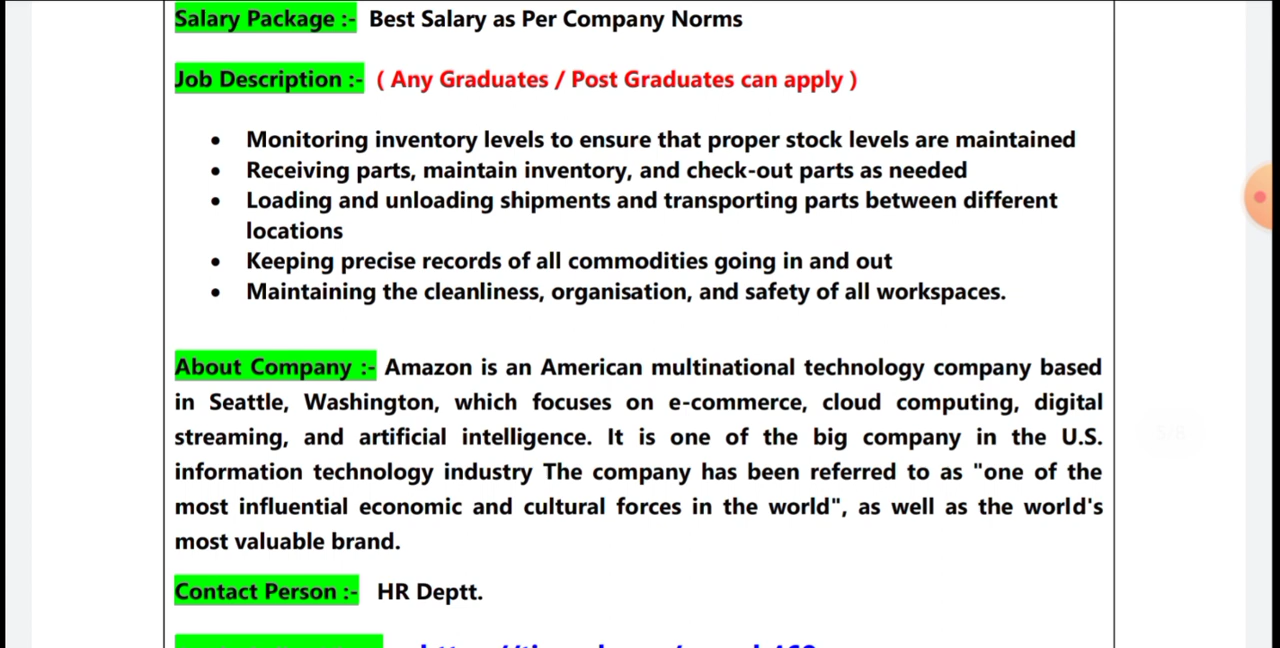 Salary Package :- Best Salary as Per Company Norms
Job Description :- ( Any Graduates / Post Graduates can apply )
• Monitoring inventory levels to ensure that proper stock levels are maintained
• Receiving parts, maintain inventory, and check-out parts as needed
• Loading and unloading shipments and transporting parts between different
locations
• Keeping precise records of all commodities going in and out
• Maintaining the cleanliness, organisation, and safety of all workspaces.
About Company :- Amazon is an American multinational technology company based
in Seattle, Washington, which focuses on e-commerce, cloud computing, digital
streaming, and artificial intelligence. It is one of the big company in the U.S.
information technology industry The company has been referred to as "one of the
most influential economic and cultural forces in the world", as well as the world's
most valuable brand.
Contact Person :- HR Deptt.